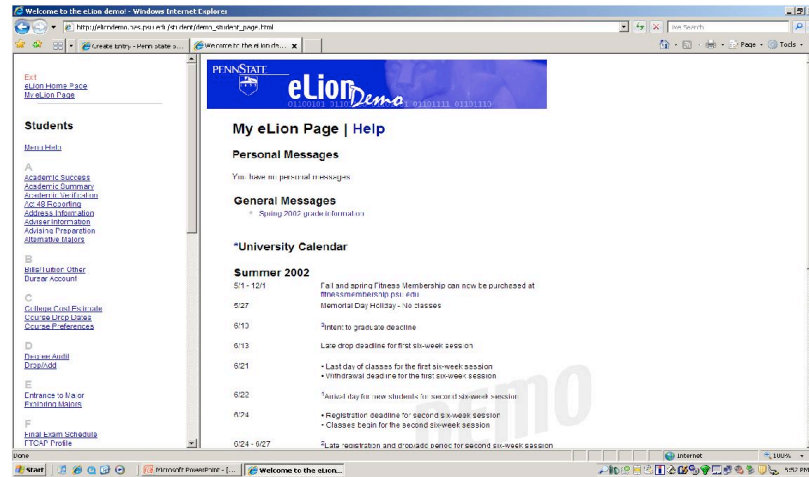 Welcome to the eLion demo! - Windows Internet Explorer
Live Search
Create Entry - Penn State s...
Welcome to the eLion de... x
Page
Tools
Exit
eLion Home Page
My eLion Page
Students
Menu Help
A
Academic Success
Academic Summary
Academic Verification
Act 48 Reporting
Address Information
Adviser Information
Advising Preparation
Alternative Majors
B
Bills/Tuition Other
Bursar Account
C
College Cost Estimate
Course Drop Dates
Course Preferences
D
Degree Audit
Drop/Add
E
Entrance to Major
Exploring Majors
F
Final Exam Schedule
FTCAP Profile
PENNSTATE
eLion Demo
My eLion Page | Help
Personal Messages
You have no personal messages
General Messages
Spring 2002 grade information
*University Calendar
Summer 2002
5/1 - 12/1 Fall and spring Fitness Membership can now be purchased at
fitnessmembership.psu.edu
5/27 Memorial Day Holiday - No classes
6/10 Intent to graduate deadline
6/13 Late drop deadline for first six-week session
6/21 • Last day of classes for the first six-week session
• Withdrawal deadline for the first six-week session
6/22 Arrival day for new students for second six-week session
6/24 • Registration deadline for second six-week session
• Classes begin for the second six-week session
6/24 - 6/27 Late registration and drop/add period for second six-week session
DEMO
Done
Internet
100%
Start
Microsoft PowerPoint - [...
Welcome to the eLion...
5:52 PM